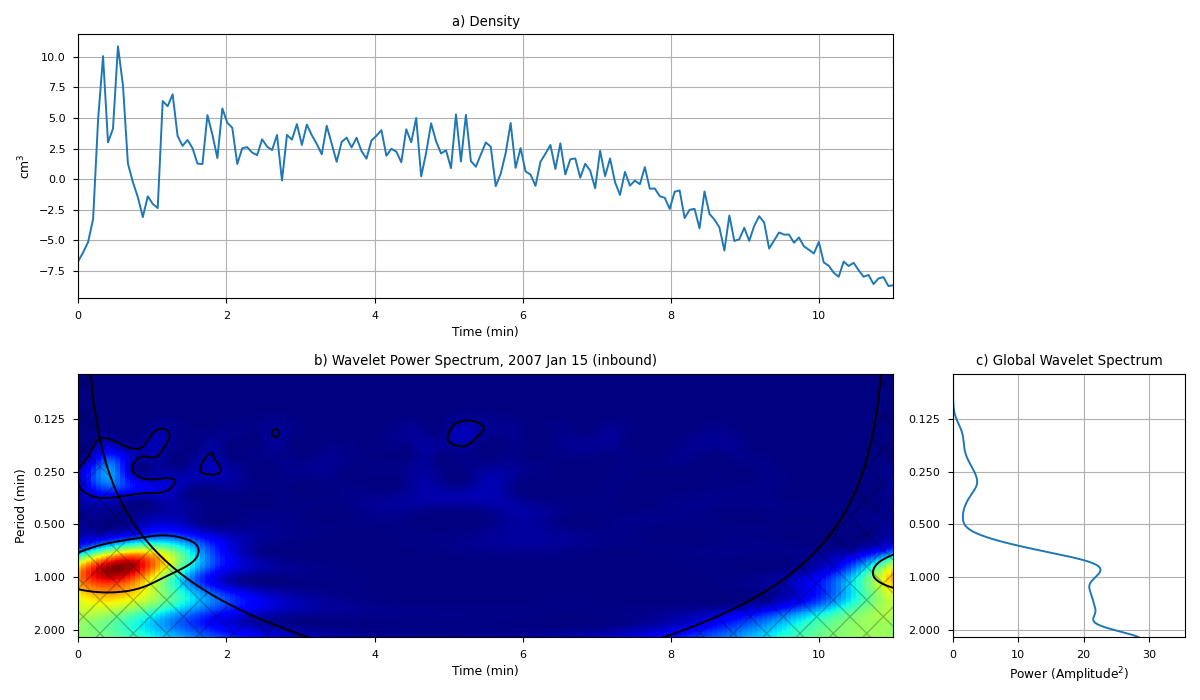 a) Density
10.0
7.5
5.0
2.5
0.0
−2.5
−5.0
−7.5
cm³
0 2 4 6 8 10
Time (min)
b) Wavelet Power Spectrum, 2007 Jan 15 (inbound)
0.125
0.250
0.500
1.000
2.000
Period (min)
0 2 4 6 8 10
Time (min)
c) Global Wavelet Spectrum
0.125
0.250
0.500
1.000
2.000
0 10 20 30
Power (Amplitude²)